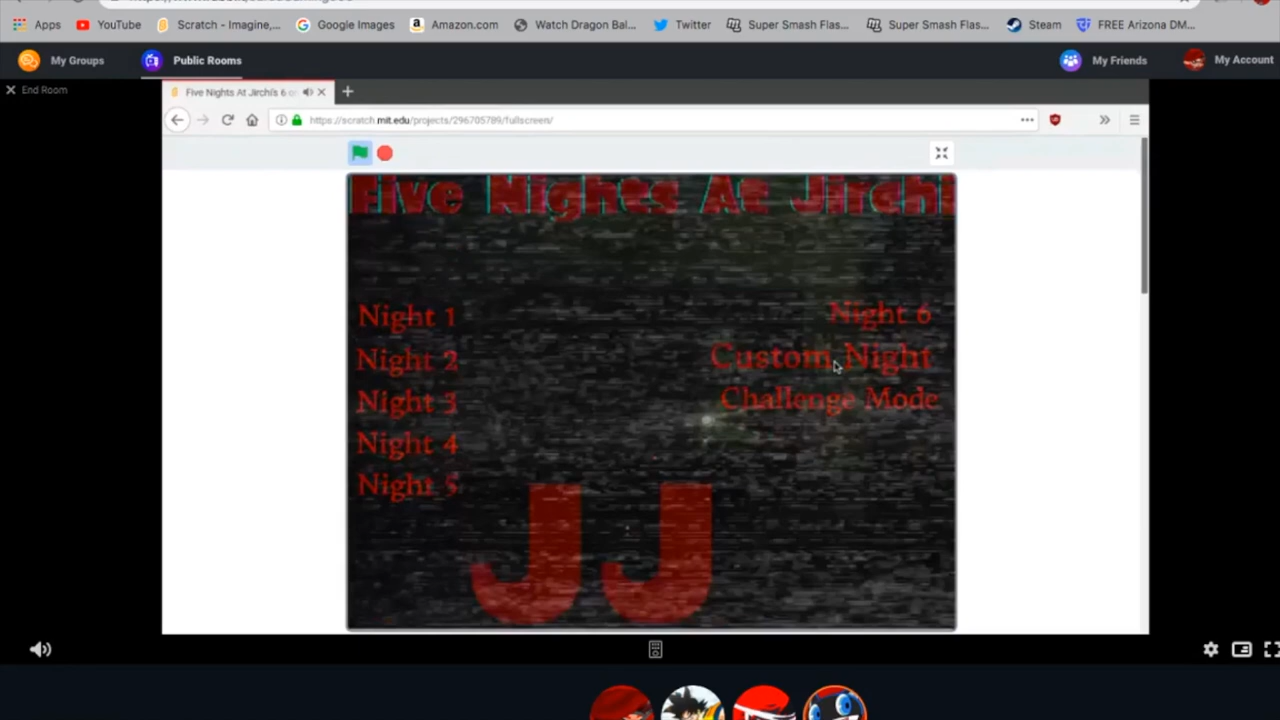 Apps YouTube Scratch - Imagine,... Google Images Amazon.com Watch Dragon Bal... Twitter Super Smash Flas... Super Smash Flas... Steam FREE Arizona DM...
My Groups Public Rooms My Friends My Account
End Room
Five Nights At Jirchi's 6 on
https://scratch.mit.edu/projects/296705789/fullscreen/
Five Nights At Jirchi
Night 1
Night 6
Night 2
Custom Night
Night 3
Challenge Mode
Night 4
Night 5
JJ